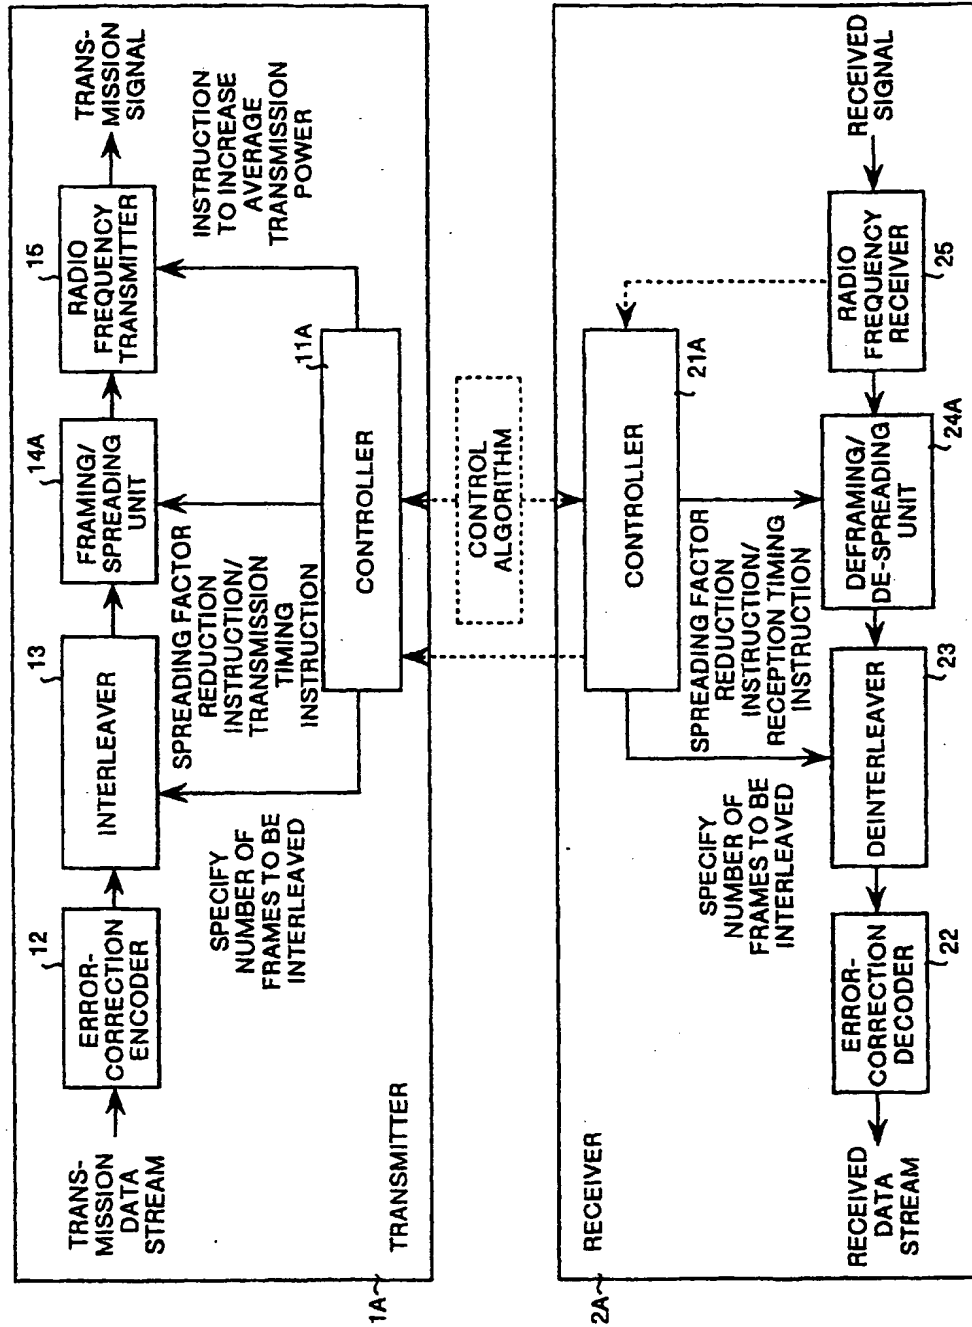 TRANS-
MISSION
DATA
STREAM
12
ERROR-
CORRECTION
ENCODER
13
INTERLEAVER
14A
FRAMING/
SPREADING
UNIT
15
RADIO
FREQUENCY
TRANSMITTER
TRANS-
MISSION
SIGNAL
SPECIFY
NUMBER OF
FRAMES TO BE
INTERLEAVED
SPREADING FACTOR
REDUCTION
INSTRUCTION/
TRANSMISSION
TIMING
INSTRUCTION
INSTRUCTION
TO INCREASE
AVERAGE
TRANSMISSION
POWER
11A
CONTROLLER
TRANSMITTER
1A
CONTROL
ALGORITHM
2A
RECEIVER
CONTROLLER
21A
SPECIFY
NUMBER OF
FRAMES TO BE
INTERLEAVED
SPREADING FACTOR
REDUCTION
INSTRUCTION/
RECEPTION TIMING
INSTRUCTION
RECEIVED
DATA
STREAM
ERROR-
CORRECTION
DECODER
22
DEINTERLEAVER
23
DEFRAMING/
DE-SPREADING
UNIT
24A
RADIO
FREQUENCY
RECEIVER
25
RECEIVED
SIGNAL